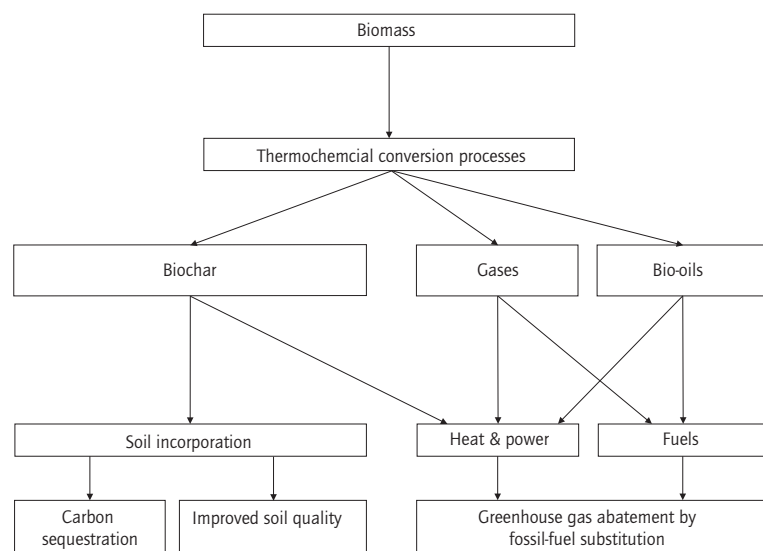 Biomass
Thermochemcial conversion processes
Biochar
Gases
Bio-oils
Soil incorporation
Heat & power
Fuels
Carbon
sequestration
Improved soil quality
Greenhouse gas abatement by
fossil-fuel substitution